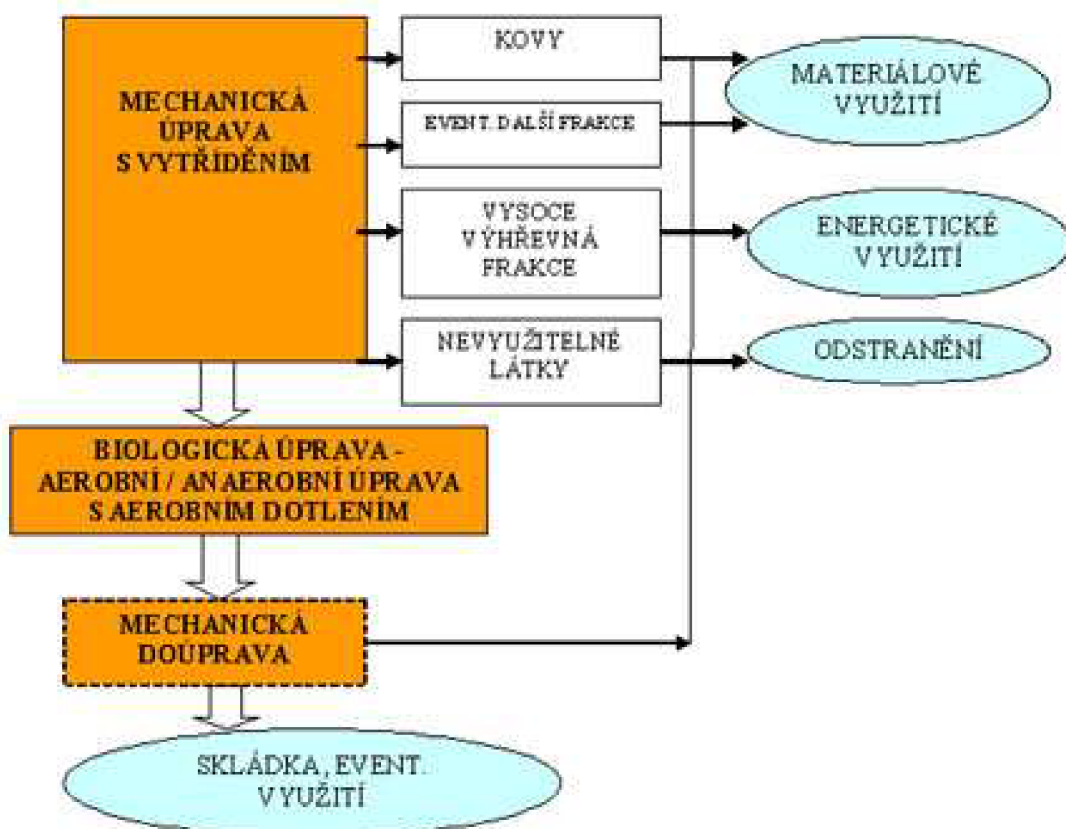 MECHANICKÁ
ÚPRAVA
S VYTŘÍDĚNÍM
KOVY
EVENT. DALŠÍ FRAKCE
VYSOCE
VÝHŘEVNÁ
FRAKCE
NEVYUŽITELNÉ
LÁTKY
MATERIÁLOVÉ
VYUŽITÍ
ENERGETICKÉ
VYUŽITÍ
ODSTRANĚNÍ
BIOLOGICKÁ ÚPRAVA -
AEROBNÍ / ANAEROBNÍ ÚPRAVA
S AEROBNÍM DOTLENÍM
MECHANICKÁ
DOÚPRAVA
SKLÁDKA, EVENT.
VYUŽITÍ